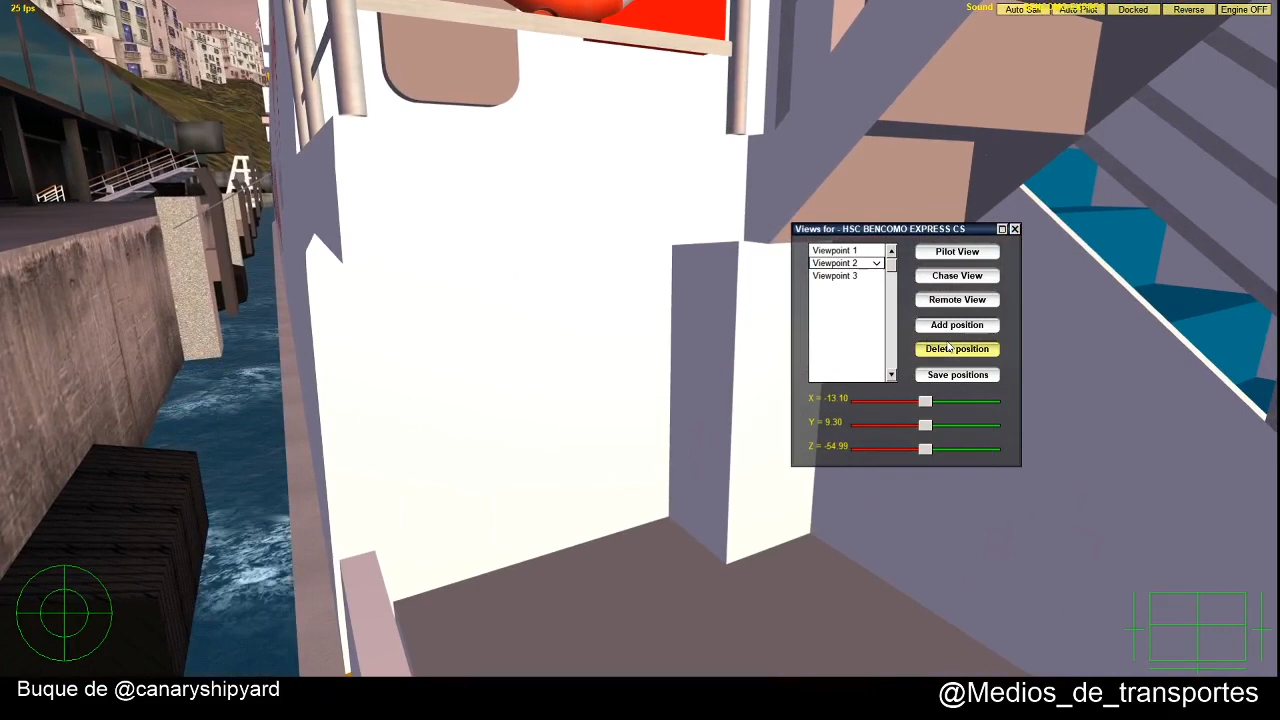 25 fps
Sound
Auto Sail
Auto Pilot
Docked
Reverse
Engine OFF
Views for - HSC BENCOMO EXPRESS CS
Viewpoint 1
Viewpoint 2
Viewpoint 3
Pilot View
Chase View
Remote View
Add position
Delete position
Save positions
X = -13.10
Y = 9.30
Z = -54.99
Buque de @canaryshipyard
@Medios_de_transportes